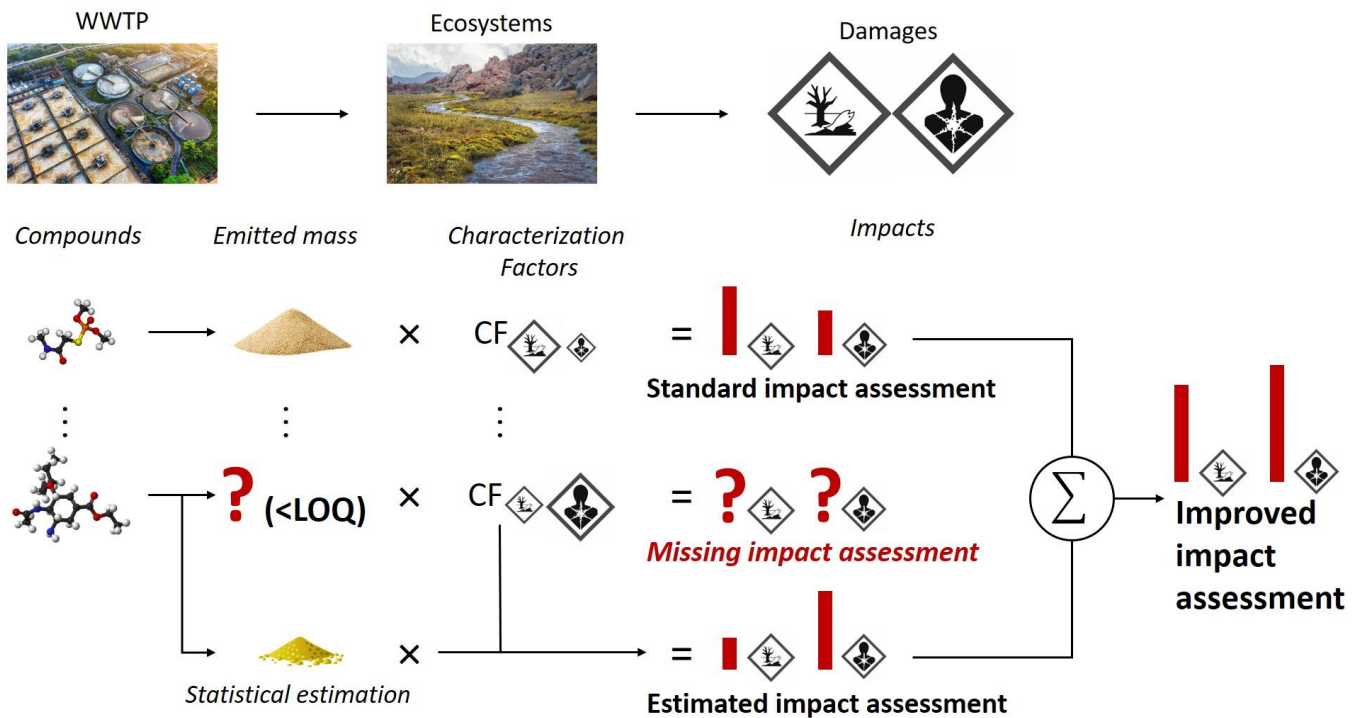 WWTP
Ecosystems
Damages
Compounds
Emitted mass
Characterization
Factors
Impacts
×
CF
=
Standard impact assessment
⋮
⋮
⋮
? (<LOQ)
×
CF
=
?
?
Missing impact assessment
Σ
Improved
impact
assessment
×
=
Statistical estimation
Estimated impact assessment